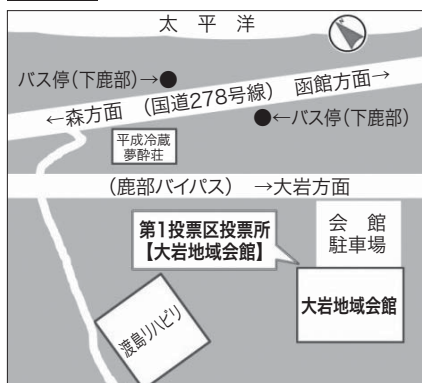 太平洋
バス停(下鹿部)→●
←森方面 (国道278号線) 函館方面→
●←バス停(下鹿部)
平成冷蔵
夢酔荘
(鹿部バイパス) →大岩方面
第1投票区投票所
【大岩地域会館】
会館
駐車場
大岩地域会館
渡島リハビリ